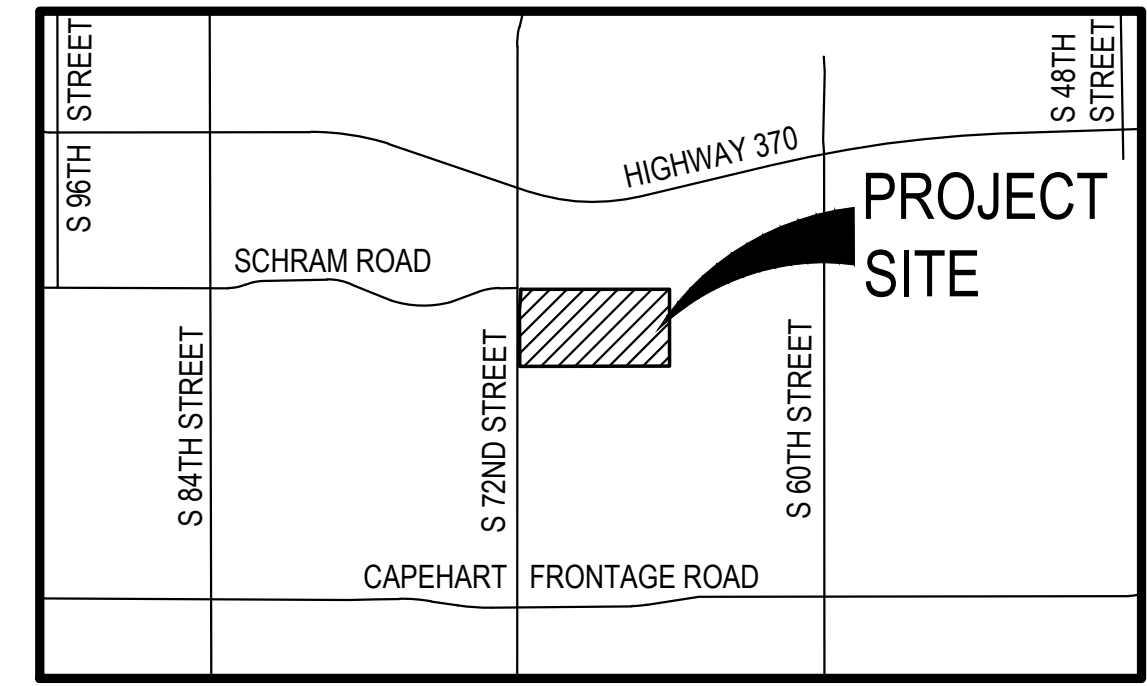 S 96TH STREET
S 48TH
STREET
HIGHWAY 370
PROJECT
SITE
SCHRAM ROAD
S 84TH STREET
S 72ND STREET
S 60TH STREET
CAPEHART FRONTAGE ROAD